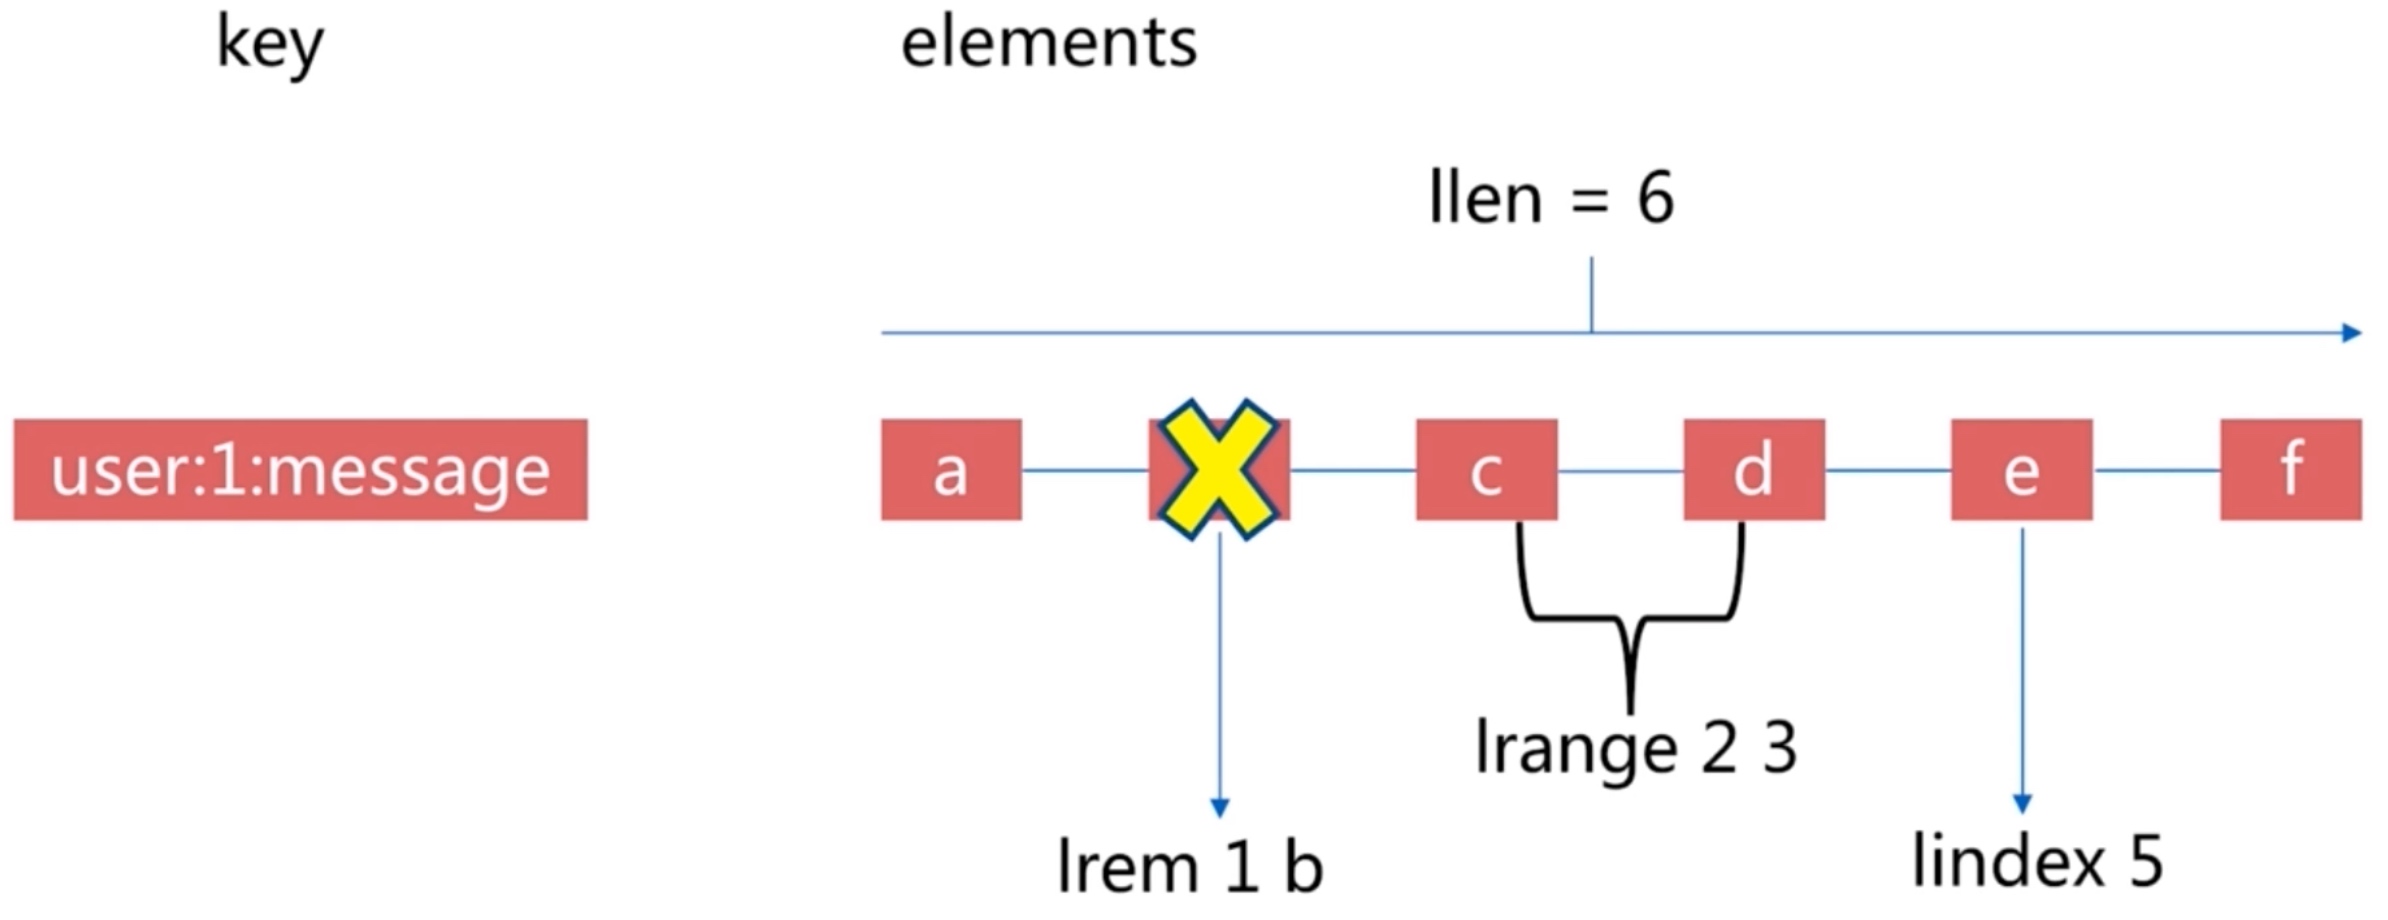 key
elements
llen = 6
user:1:message
a
c
d
e
f
lrange 2 3
lrem 1 b
lindex 5